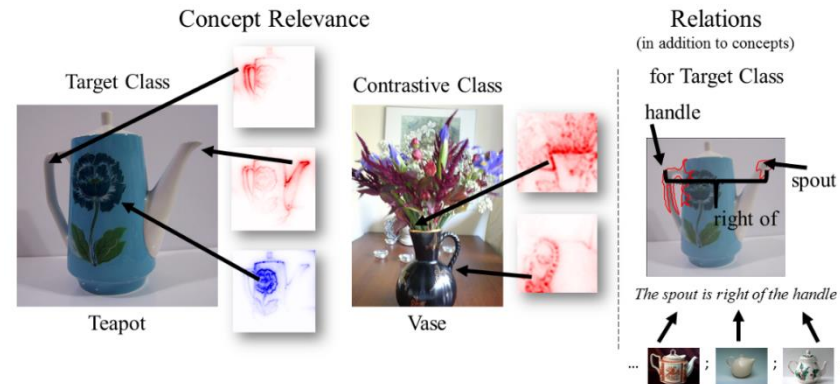 Concept Relevance
Target Class
Teapot
Contrastive Class
Vase
Relations
(in addition to concepts)
for Target Class
handle
spout
right of
The spout is right of the handle
... ; ;